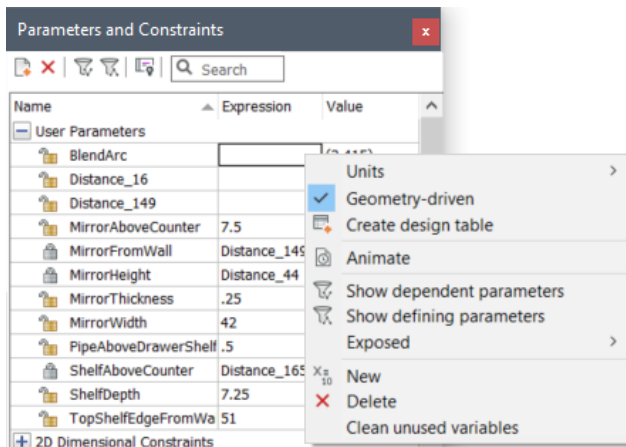 Parameters and Constraints
x
Search
Name Expression Value
User Parameters
BlendArc
Distance_16
Distance_149
MirrorAboveCounter 7.5
MirrorFromWall Distance_149
MirrorHeight Distance_44
MirrorThickness .25
MirrorWidth 42
PipeAboveDrawerShelf .5
ShelfAboveCounter Distance_165
ShelfDepth 7.25
TopShelfEdgeFromWa 51
2D Dimensional Constraints
Units
Geometry-driven
Create design table
Animate
Show dependent parameters
Show defining parameters
Exposed
New
Delete
Clean unused variables